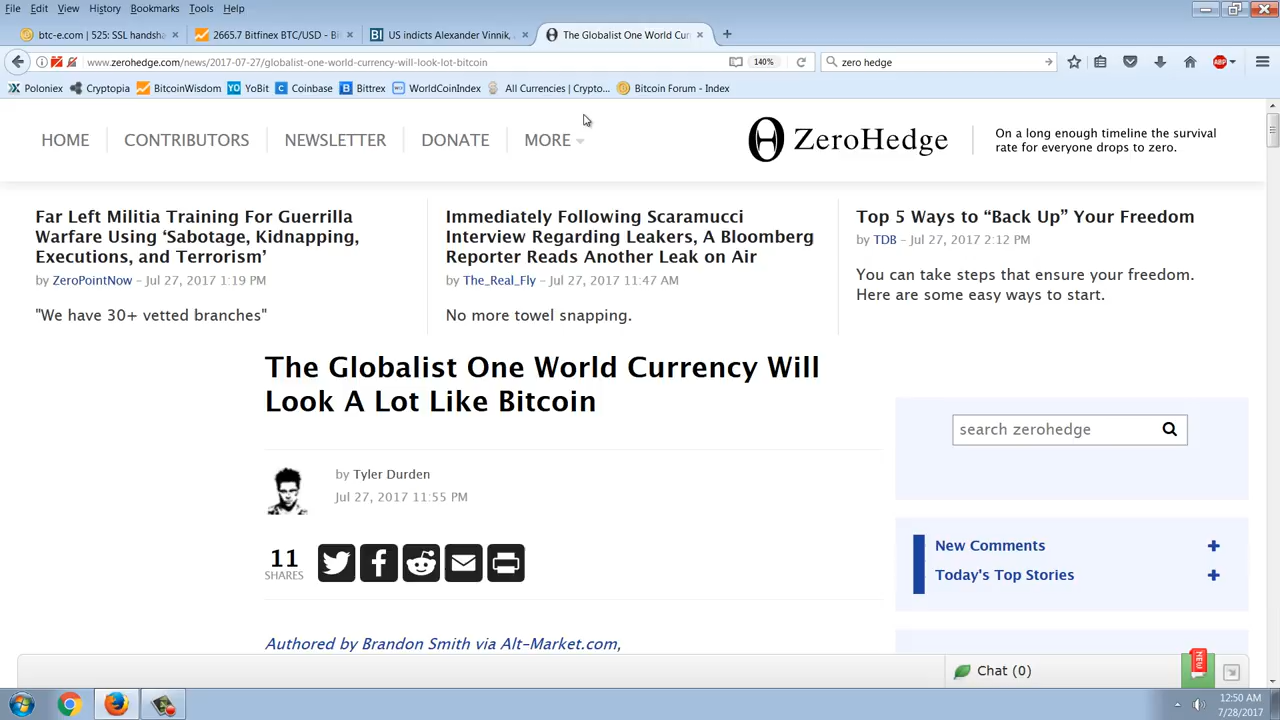 File Edit View History Bookmarks Tools Help
btc-e.com | 525: SSL handsha
2665.7 Bitfinex BTC/USD - Bi
US indicts Alexander Vinnik,
The Globalist One World Cur
www.zerohedge.com/news/2017-07-27/globalist-one-world-currency-will-look-lot-bitcoin
140%
zero hedge
ABP
Poloniex Cryptopia BitcoinWisdom YoBit Coinbase Bittrex WorldCoinIndex All Currencies | Crypto... Bitcoin Forum - Index
HOME CONTRIBUTORS NEWSLETTER DONATE MORE
ZeroHedge
On a long enough timeline the survival
rate for everyone drops to zero.
Far Left Militia Training For Guerrilla
Warfare Using ‘Sabotage, Kidnapping,
Executions, and Terrorism’
by ZeroPointNow – Jul 27, 2017 1:19 PM
"We have 30+ vetted branches"
Immediately Following Scaramucci
Interview Regarding Leakers, A Bloomberg
Reporter Reads Another Leak on Air
by The_Real_Fly – Jul 27, 2017 11:47 AM
No more towel snapping.
Top 5 Ways to “Back Up” Your Freedom
by TDB – Jul 27, 2017 2:12 PM
You can take steps that ensure your freedom.
Here are some easy ways to start.
The Globalist One World Currency Will
Look A Lot Like Bitcoin
by Tyler Durden
Jul 27, 2017 11:55 PM
11
SHARES
search zerohedge
New Comments
Today's Top Stories
Authored by Brandon Smith via Alt-Market.com,
Chat (0)
NEW
12:50 AM
7/28/2017